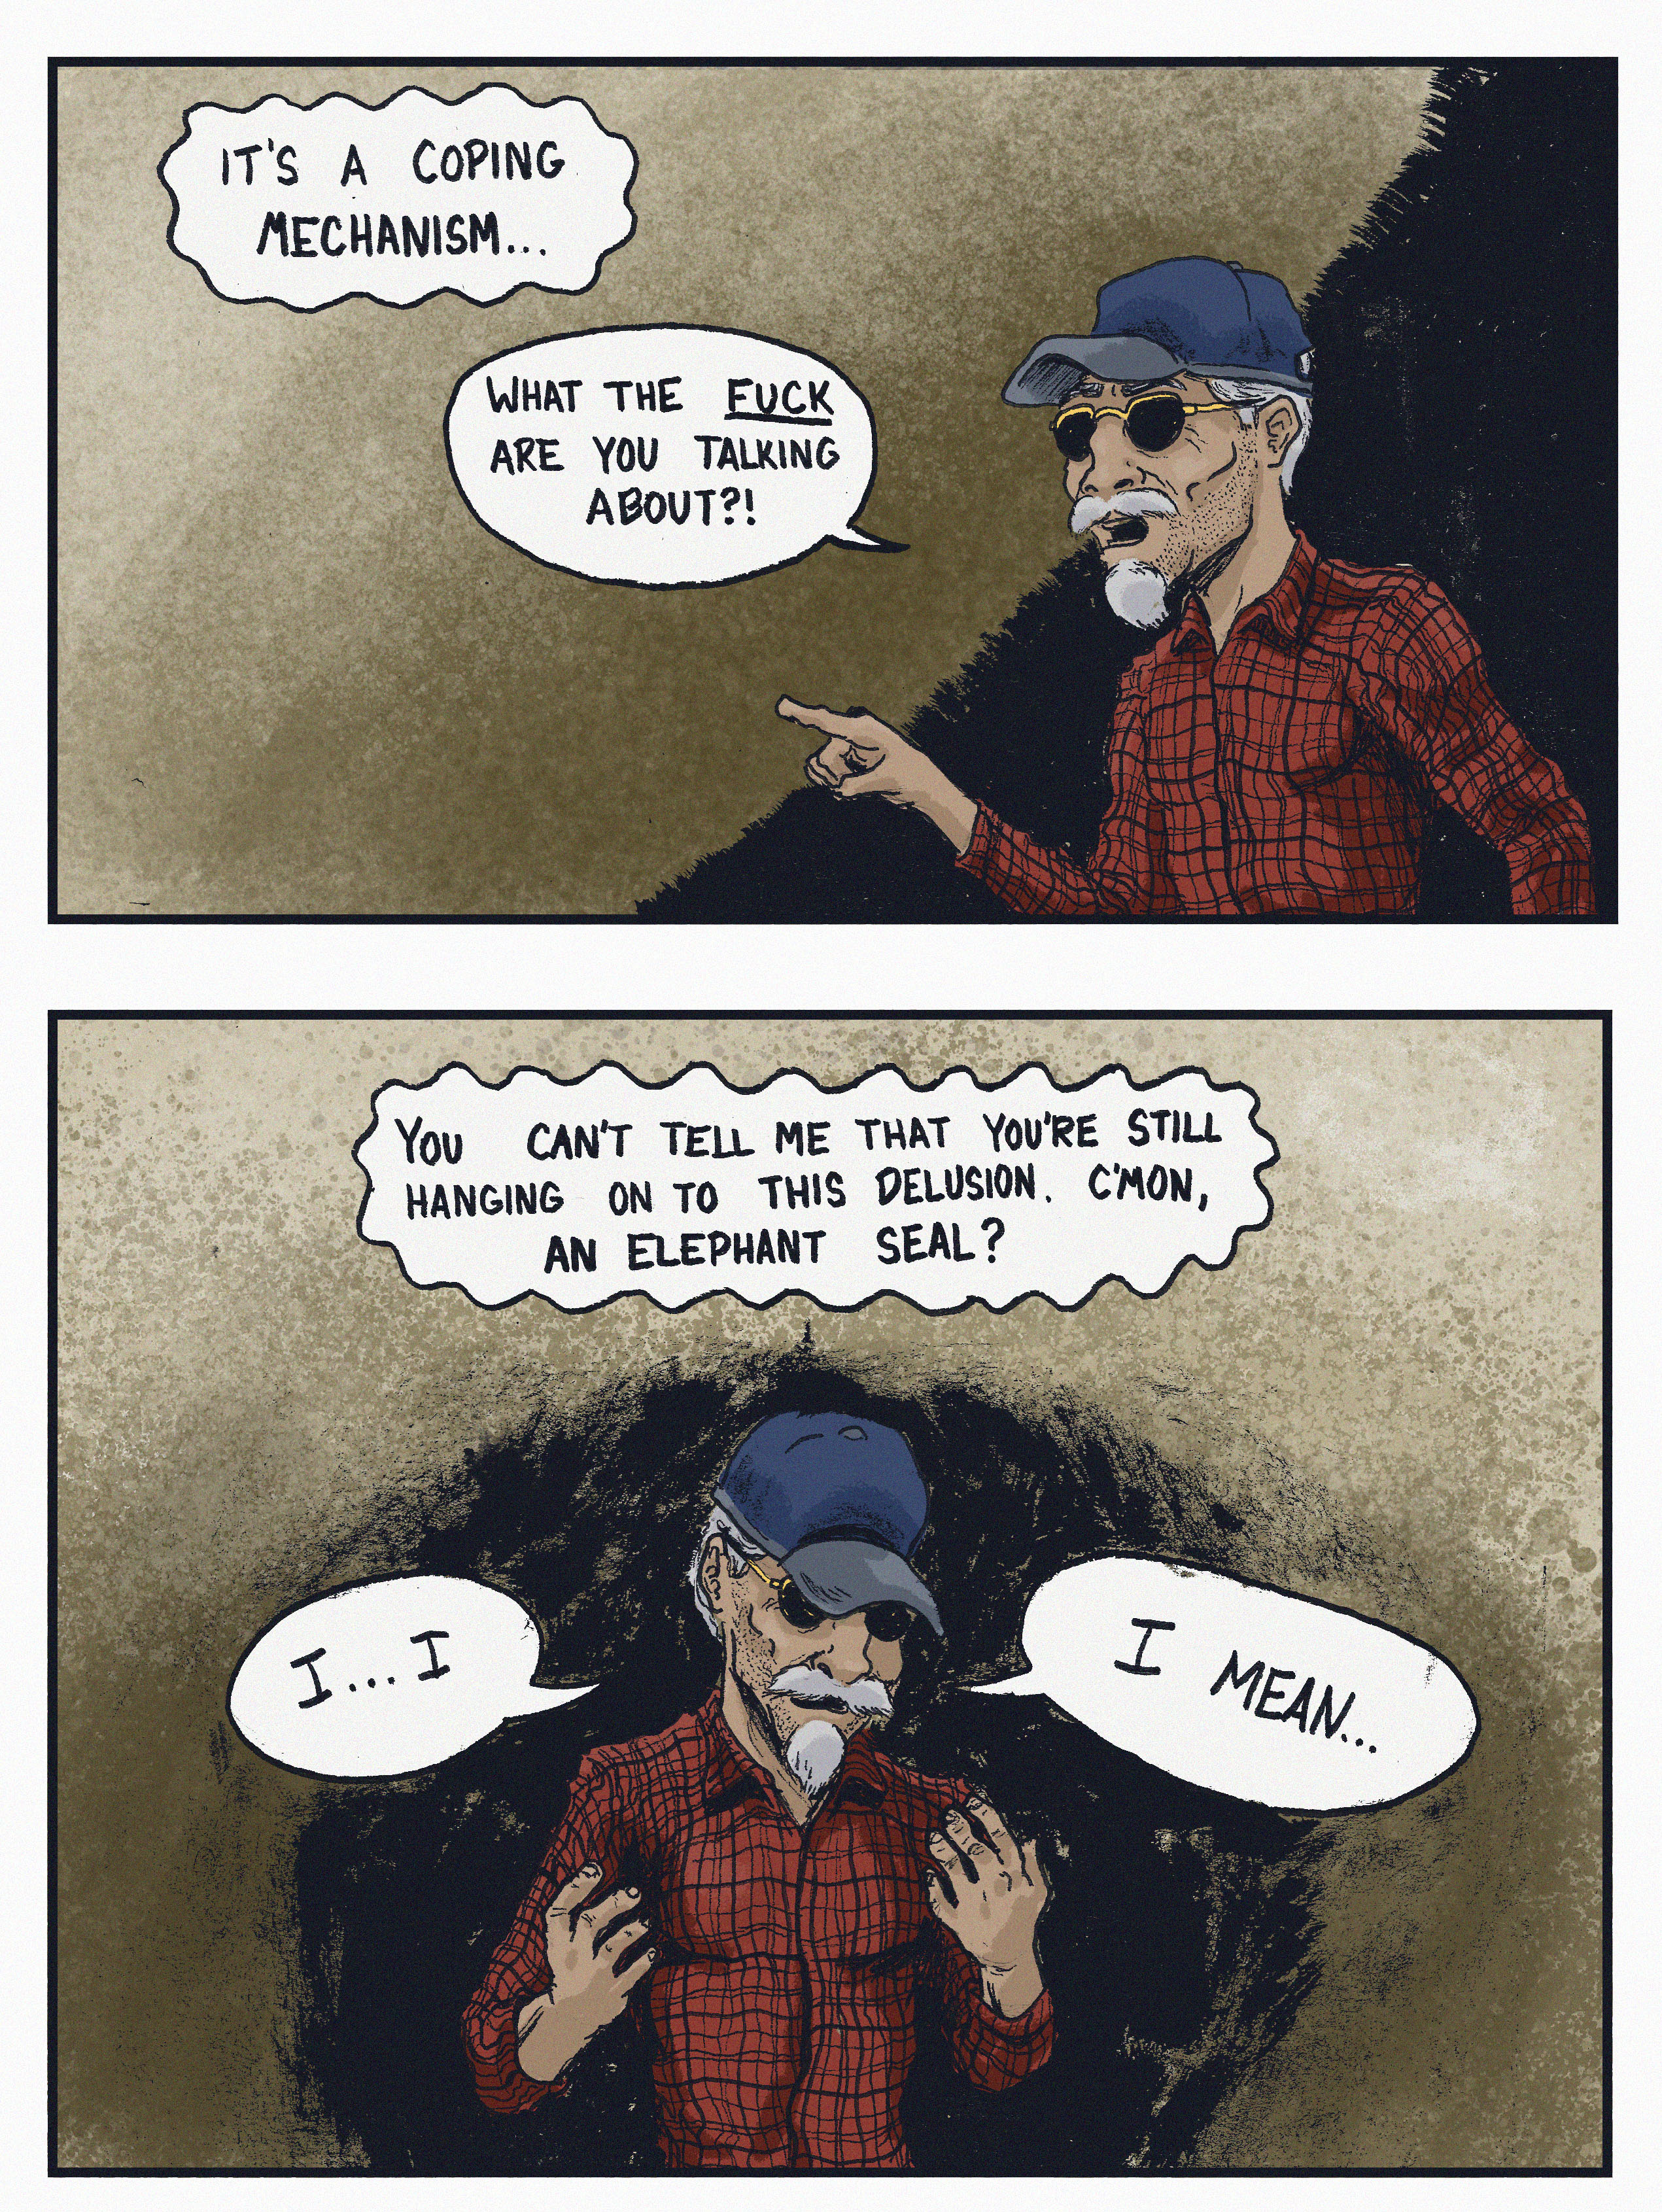 IT'S A COPING
MECHANISM...
WHAT THE FUCK
ARE YOU TALKING
ABOUT?!
YOU CAN'T TELL ME THAT YOU'RE STILL
HANGING ON TO THIS DELUSION. C'MON,
AN ELEPHANT SEAL?
I...I
I MEAN...